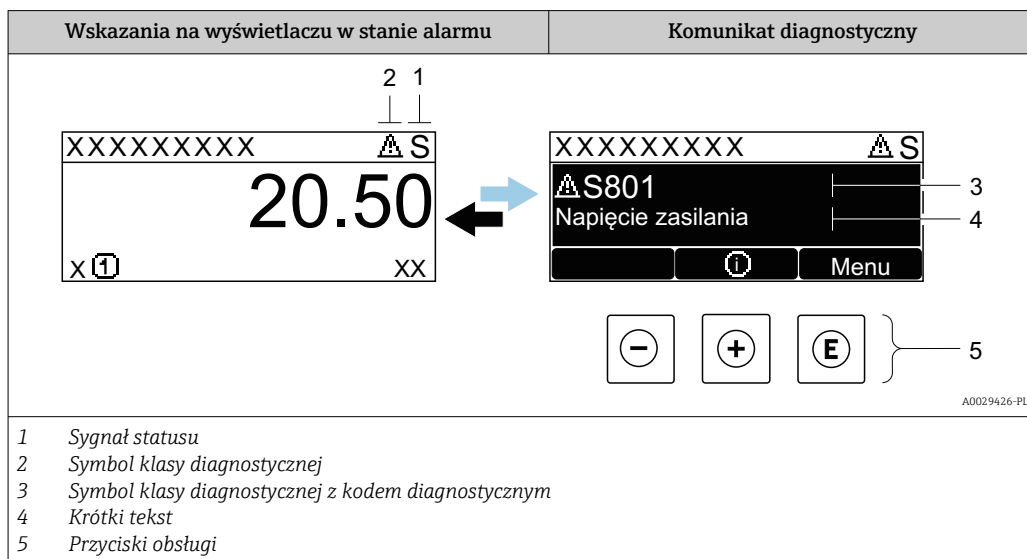 Wskazania na wyświetlaczu w stanie alarmu
Komunikat diagnostyczny
2 1
XXXXXXXXX ⚠ S
20.50
X 1 XX
XXXXXXXXX ⚠ S
⚠S801
Napięcie zasilania
i Menu
3
4
- + E
5
A0029426-PL
1 Sygnał statusu
2 Symbol klasy diagnostycznej
3 Symbol klasy diagnostycznej z kodem diagnostycznym
4 Krótki tekst
5 Przyciski obsługi